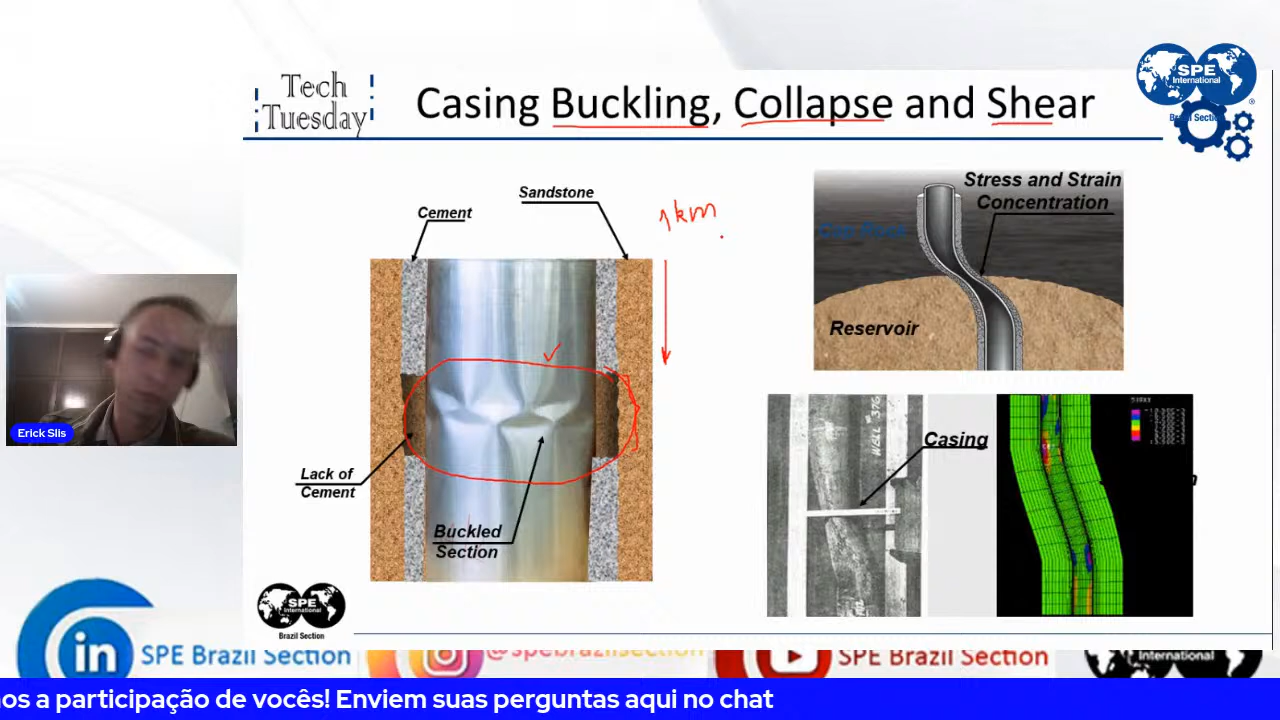 Tech
Tuesday
Casing Buckling, Collapse and Shear
SPE
International
Brazil Section
Sandstone
Cement
1km
Stress and Strain
Concentration
Cap Rock
Reservoir
Erick Slis
Lack of
Cement
Buckled
Section
Casing
SPE
International
Brazil Section
in
SPE Brazil Section
@spebrazilsection
SPE Brazil Section
International
os a participação de vocês! Enviem suas perguntas aqui no chat